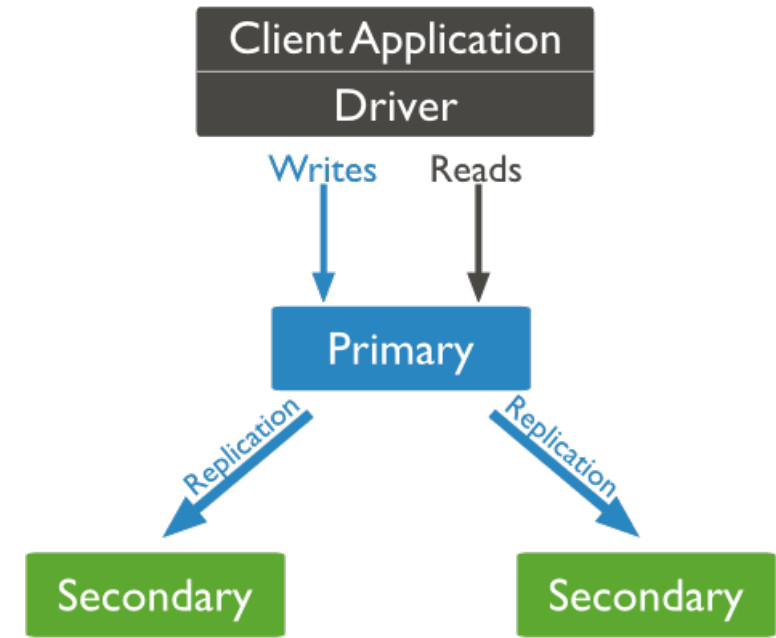 Client Application
Driver
Writes
Reads
Primary
Replication
Replication
Secondary
Secondary